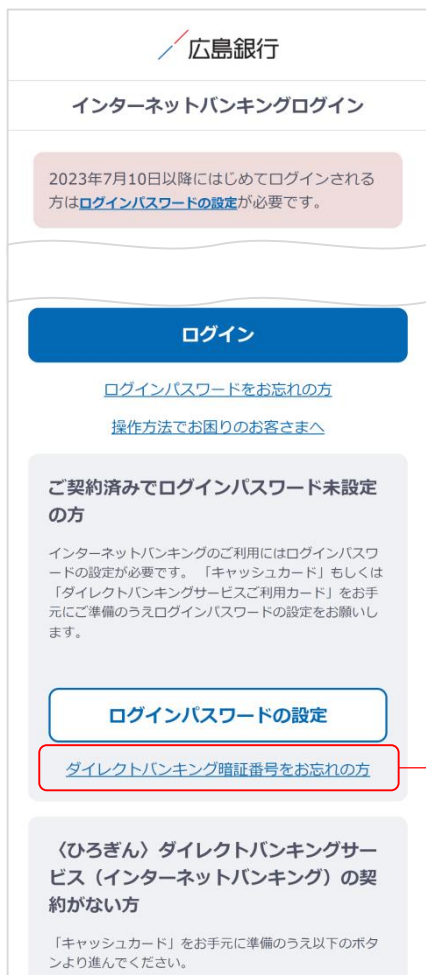 広島銀行
インターネットバンキングログイン
2023年7月10日以降にはじめてログインされる
方はログインパスワードの設定が必要です。
ログイン
ログインパスワードをお忘れの方
操作方法でお困りのお客さまへ
ご契約済みでログインパスワード未設定
の方
インターネットバンキングのご利用にはログインパスワ
ードの設定が必要です。「キャッシュカード」もしくは
「ダイレクトバンキングサービスご利用カード」をお手
元にご準備のうえログインパスワードの設定をお願いし
ます。
ログインパスワードの設定
ダイレクトバンキング暗証番号をお忘れの方
〈ひろぎん〉ダイレクトバンキングサー
ビス（インターネットバンキング）の契
約がない方
「キャッシュカード」をお手元に準備のうえ以下のボタ
ンより進んでください。